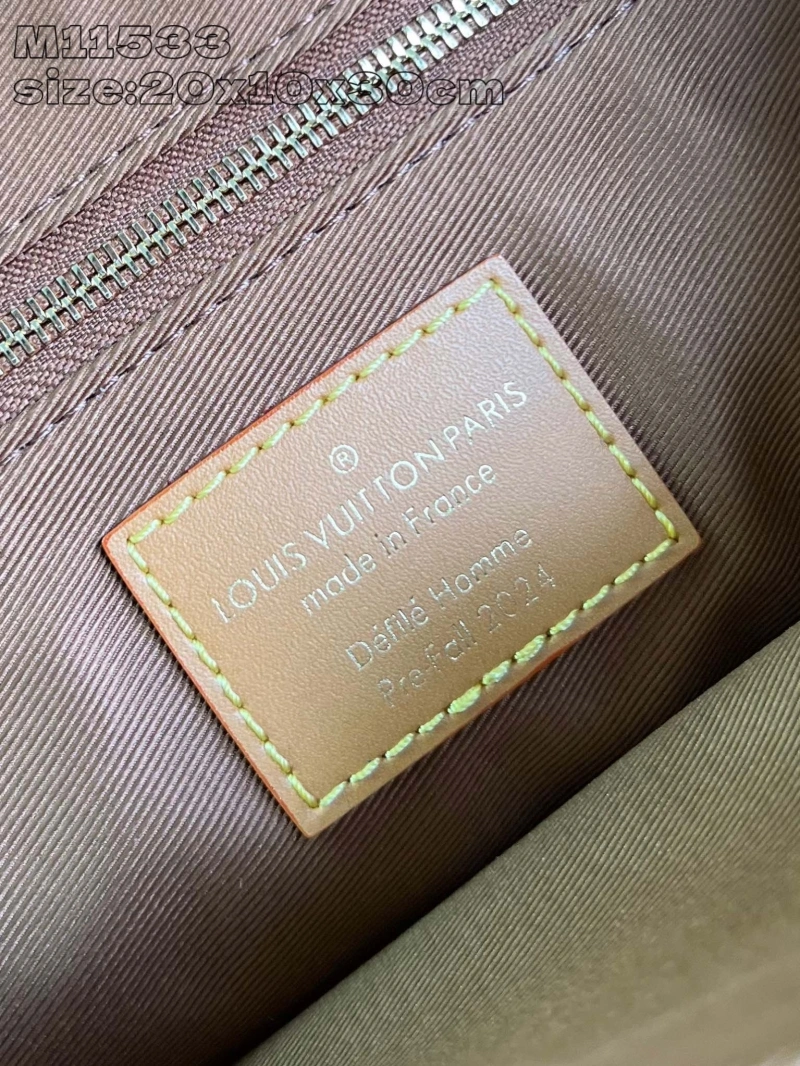 M11533
size:20x10x30cm
®
LOUIS VUITTON PARIS
made in France
Défilé Homme
Pre-Fall 2024